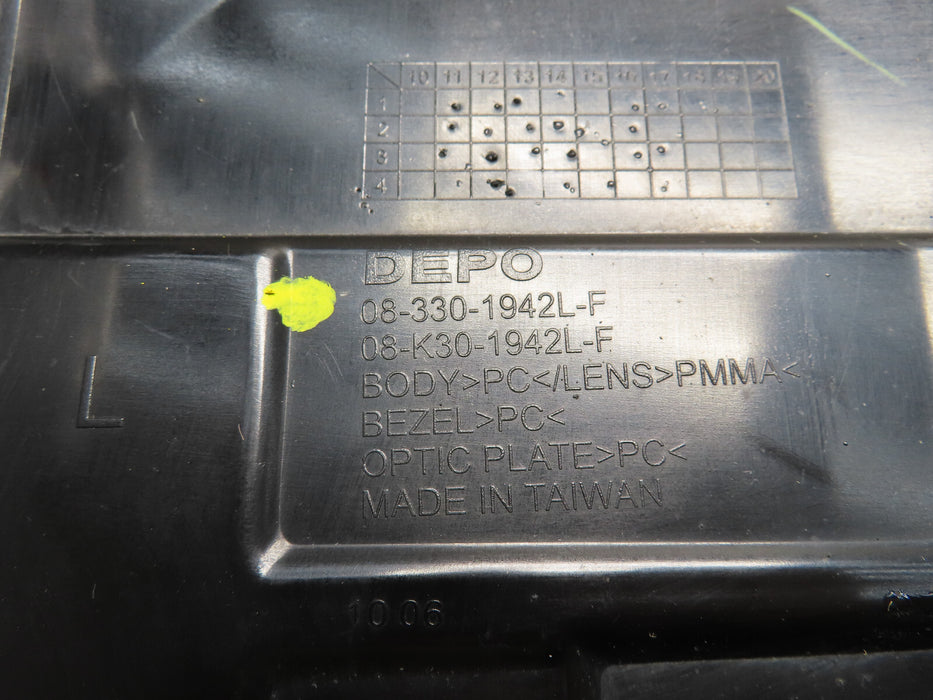 10 11 12 13 14 15 16 17 18 19 20
1
2
3
4
DEPO
08-330-1942L-F
08-K30-1942L-F
BODY>PC</LENS>PMMA<
BEZEL>PC<
OPTIC PLATE>PC<
MADE IN TAIWAN
L
10 06